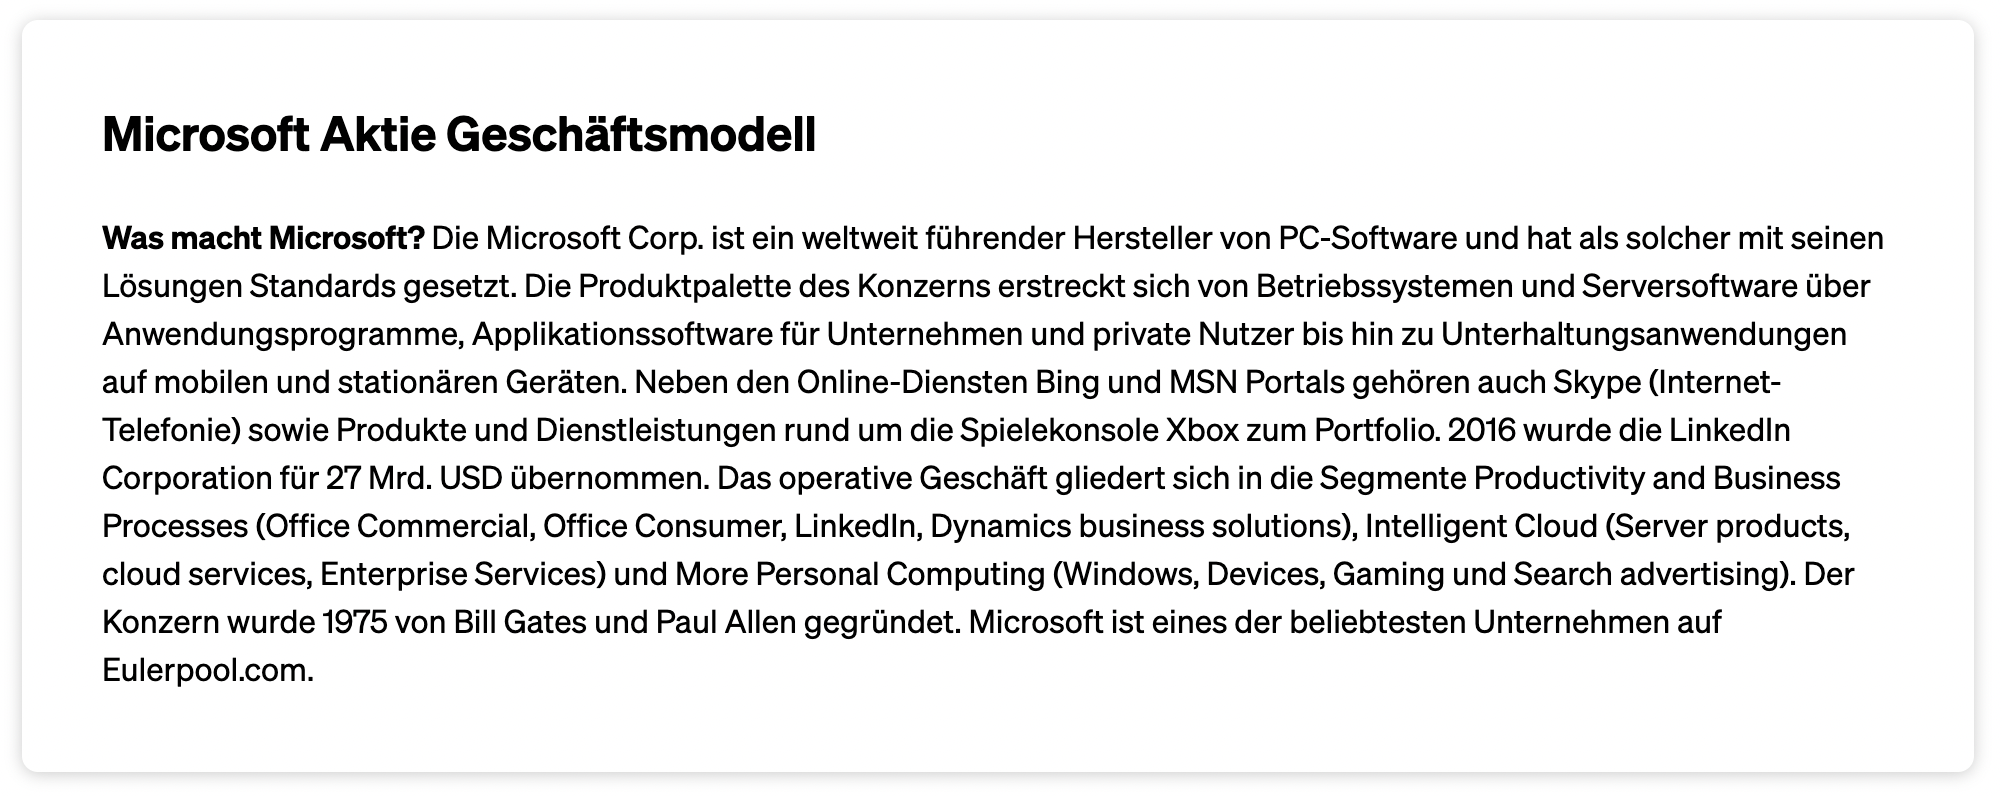 Microsoft Aktie Geschäftsmodell
Was macht Microsoft? Die Microsoft Corp. ist ein weltweit führender Hersteller von PC-Software und hat als solcher mit seinen
Lösungen Standards gesetzt. Die Produktpalette des Konzerns erstreckt sich von Betriebssystemen und Serversoftware über
Anwendungsprogramme, Applikationssoftware für Unternehmen und private Nutzer bis hin zu Unterhaltungsanwendungen
auf mobilen und stationären Geräten. Neben den Online-Diensten Bing und MSN Portals gehören auch Skype (Internet-
Telefonie) sowie Produkte und Dienstleistungen rund um die Spielekonsole Xbox zum Portfolio. 2016 wurde die LinkedIn
Corporation für 27 Mrd. USD übernommen. Das operative Geschäft gliedert sich in die Segmente Productivity and Business
Processes (Office Commercial, Office Consumer, LinkedIn, Dynamics business solutions), Intelligent Cloud (Server products,
cloud services, Enterprise Services) und More Personal Computing (Windows, Devices, Gaming und Search advertising). Der
Konzern wurde 1975 von Bill Gates und Paul Allen gegründet. Microsoft ist eines der beliebtesten Unternehmen auf
Eulerpool.com.